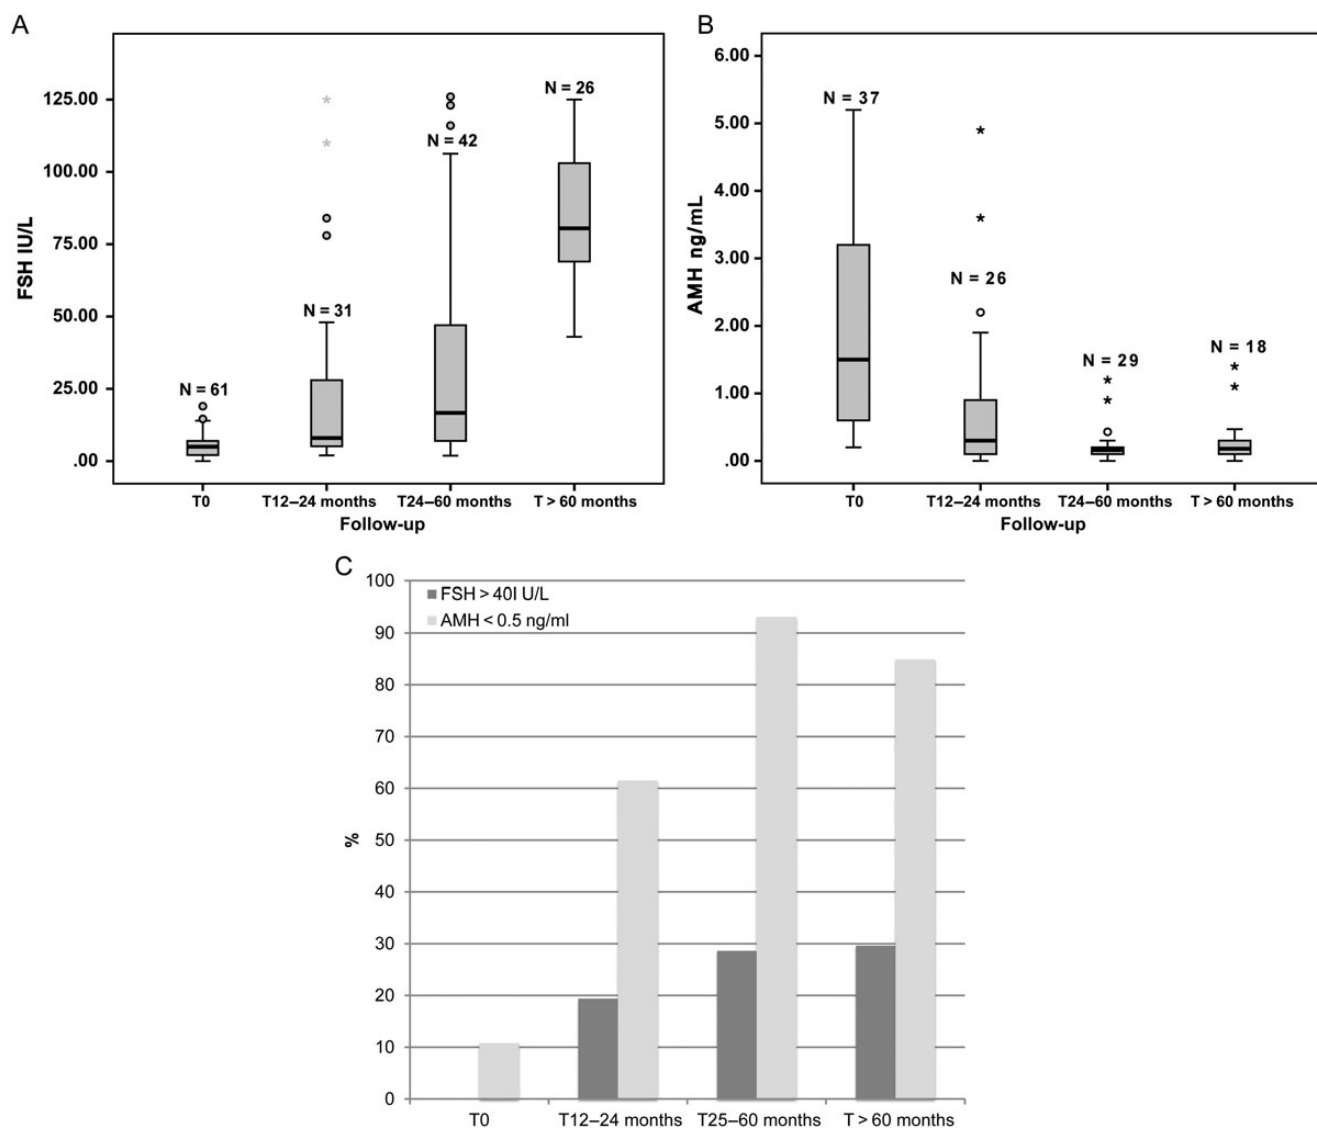 A
FSH IU/L
125.00
100.00
75.00
50.00
25.00
.00
N = 61
N = 31
N = 42
N = 26
T0
T12–24 months
T24–60 months
T > 60 months
Follow-up
B
AMH ng/mL
6.00
5.00
4.00
3.00
2.00
1.00
.00
N = 37
N = 26
N = 29
N = 18
T0
T12–24 months
T24–60 months
T > 60 months
Follow-up
C
FSH > 40I U/L
AMH < 0.5 ng/ml
%
100
90
80
70
60
50
40
30
20
10
0
T0
T12–24 months
T25–60 months
T > 60 months